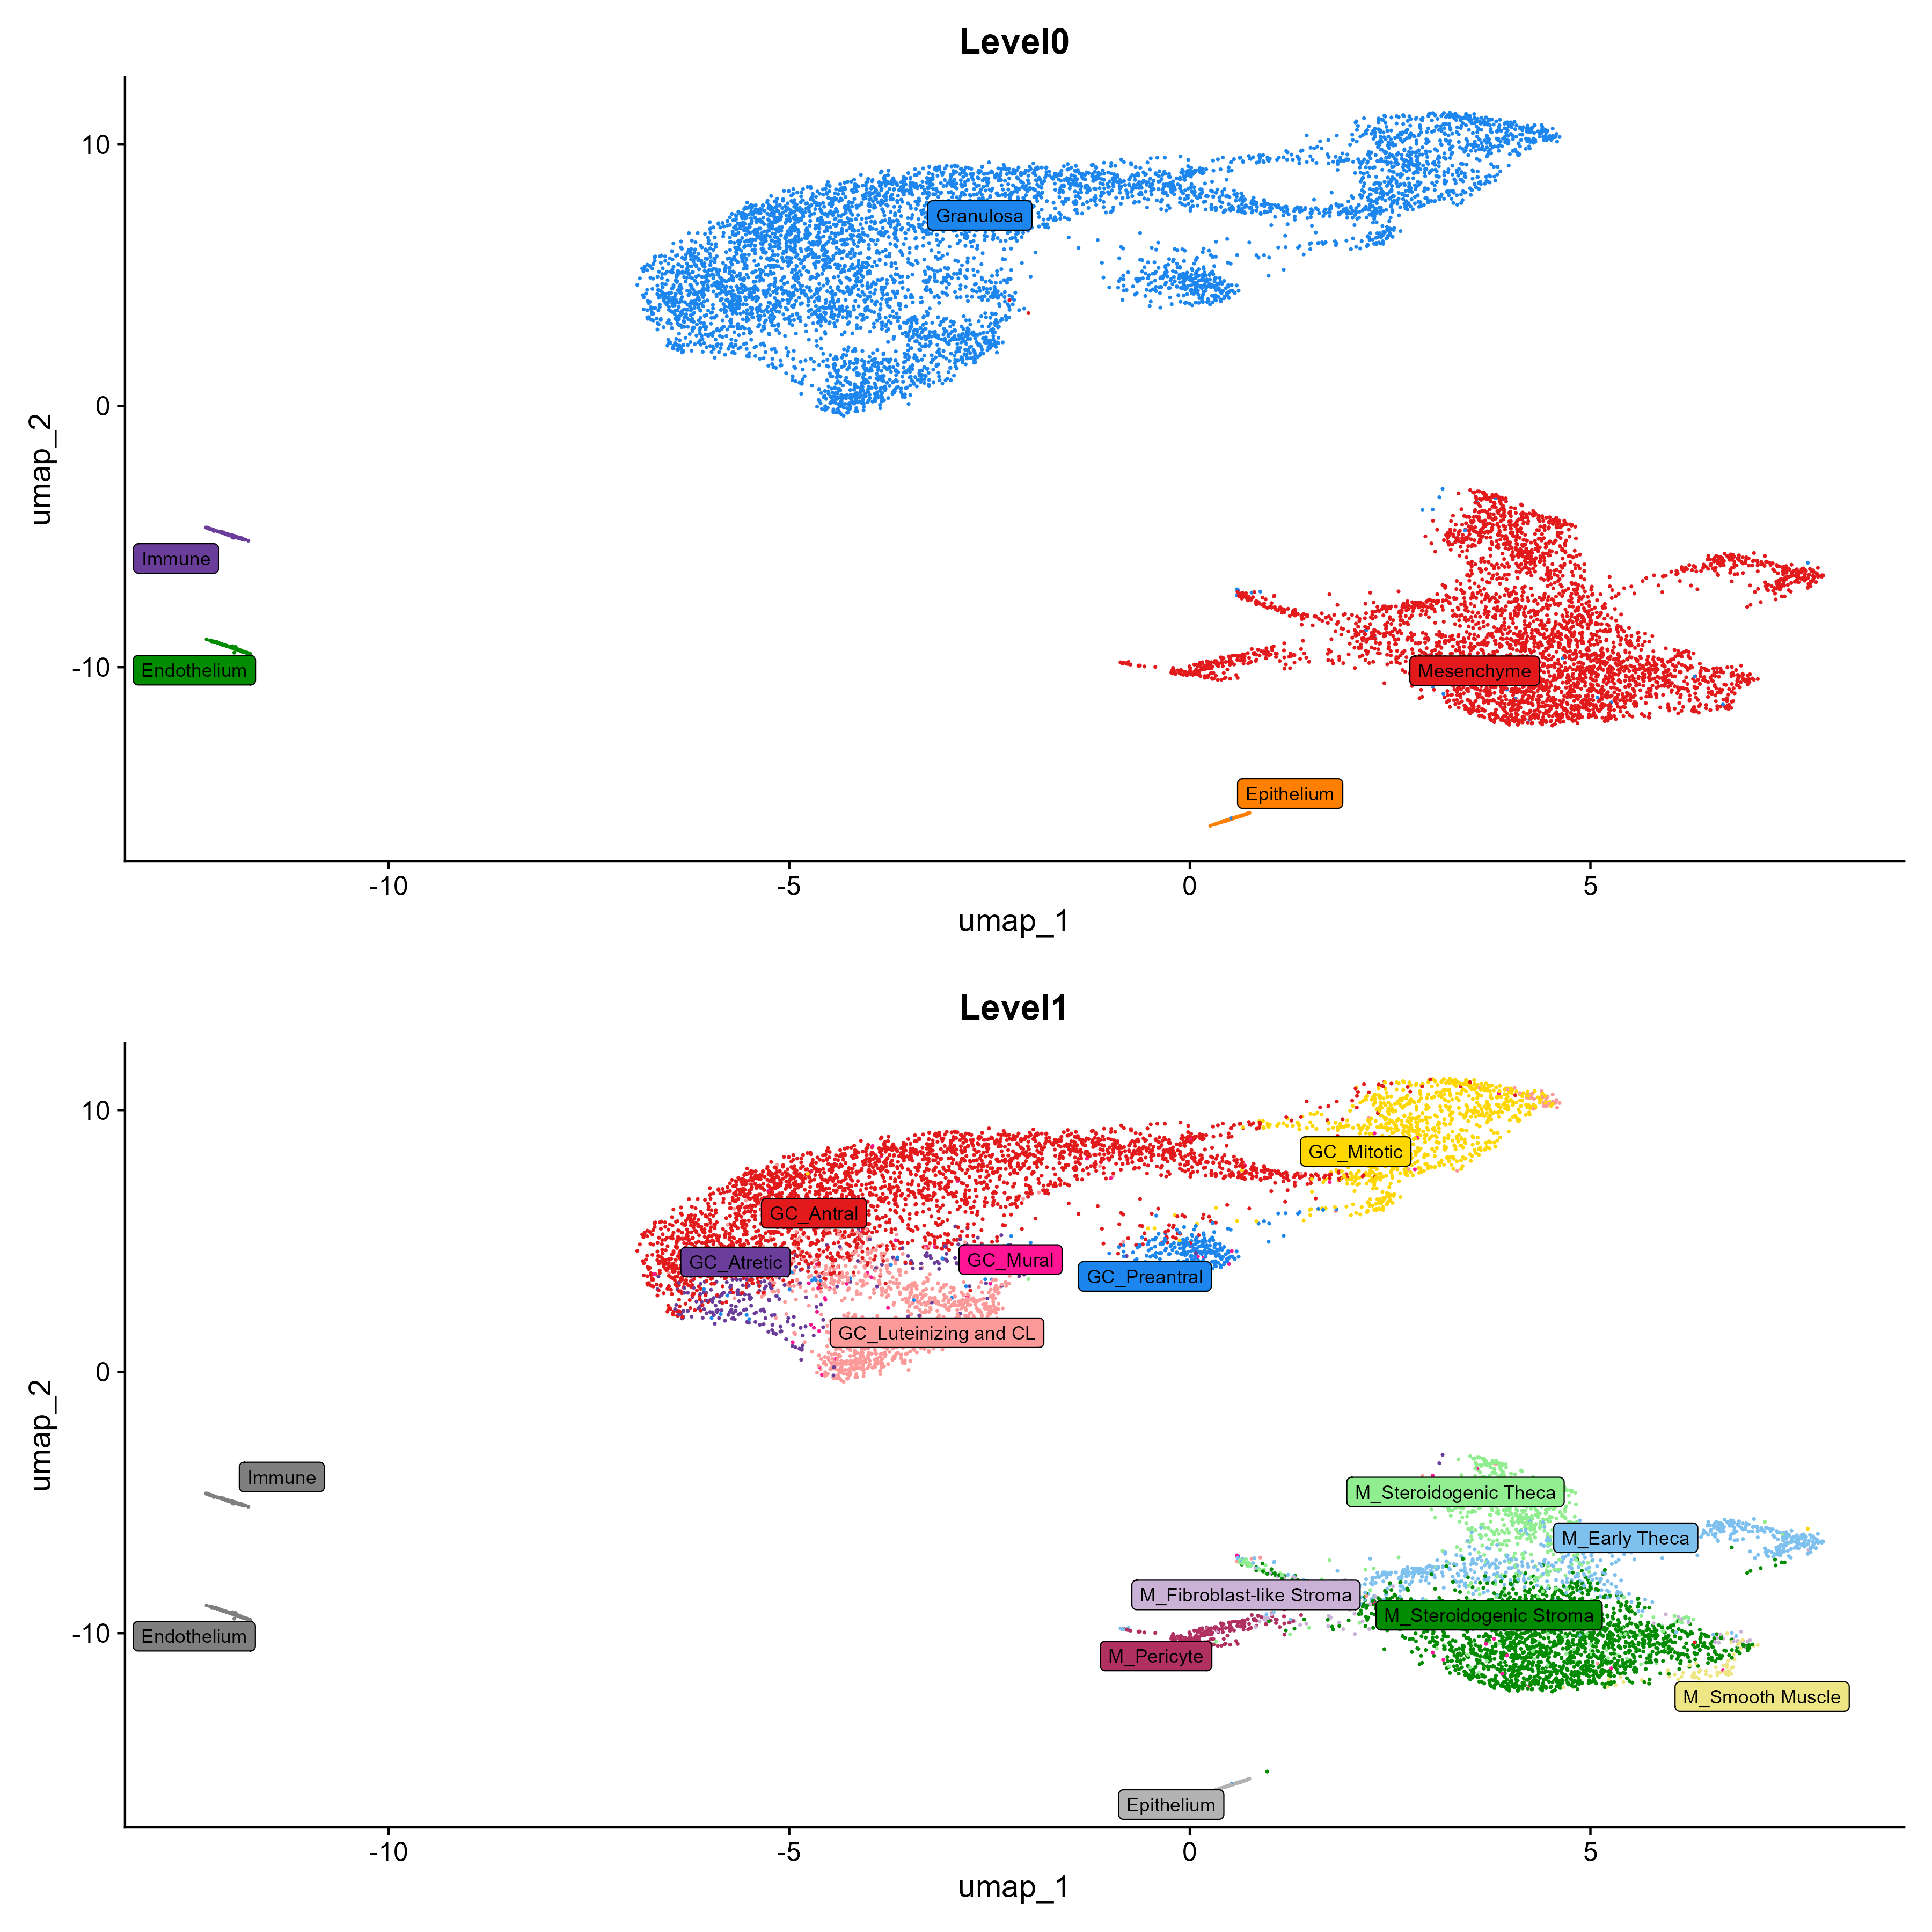 Level0
10
0
-10
umap_2
Granulosa
Immune
Endothelium
Mesenchyme
Epithelium
-10
-5
0
5
umap_1
Level1
10
0
-10
umap_2
GC_Mitotic
GC_Antral
GC_Atretic
GC_Mural
GC_Preantral
GC_Luteinizing and CL
Immune
M_Steroidogenic Theca
M_Early Theca
M_Fibroblast-like Stroma
M_Steroidogenic Stroma
Endothelium
M_Pericyte
M_Smooth Muscle
Epithelium
-10
-5
0
5
umap_1